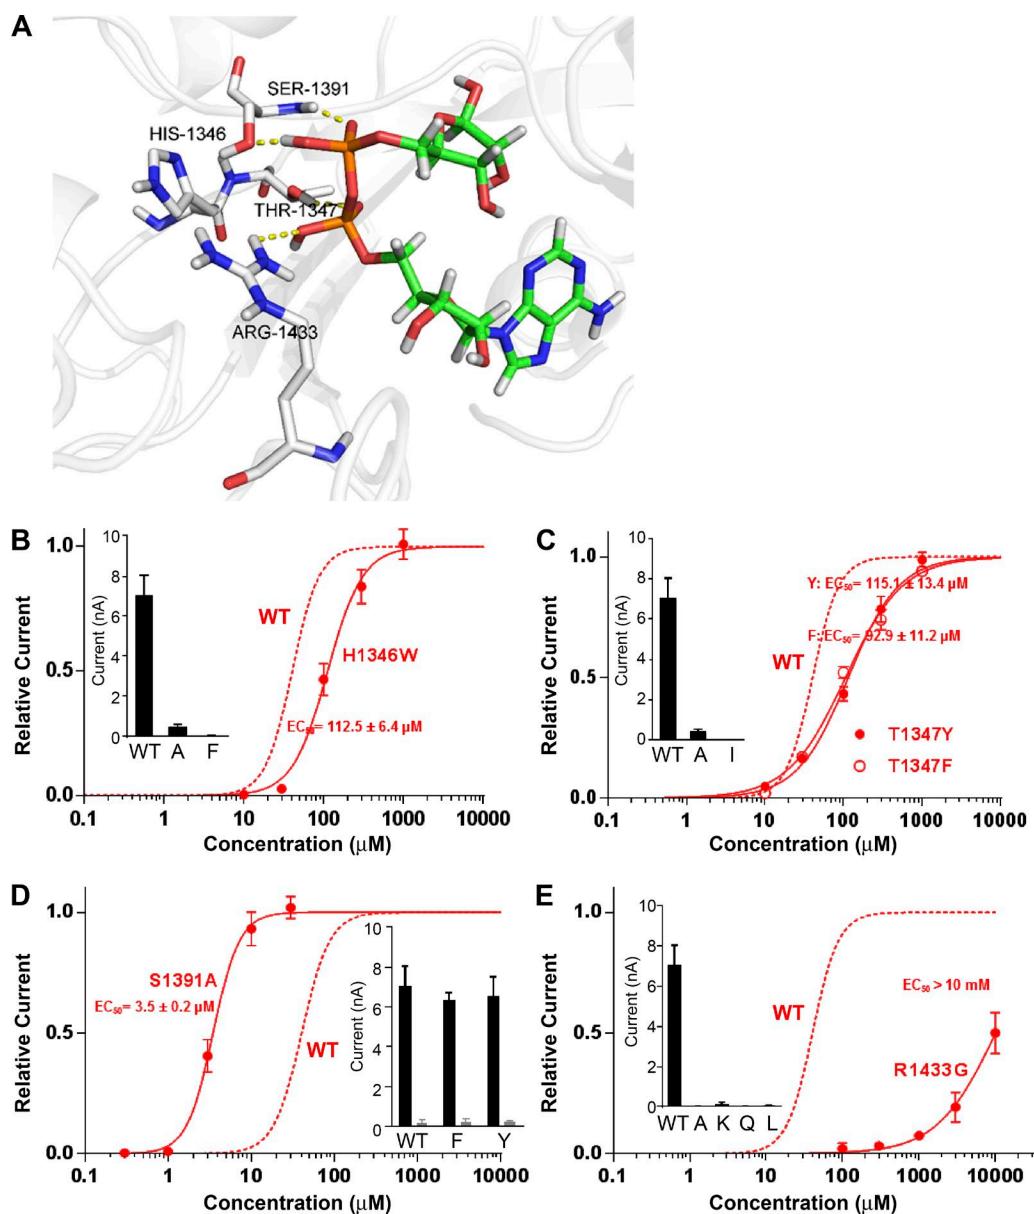 A
SER-1391
HIS-1346
THR-1347
ARG-1433
B
Relative Current
1.0
0.5
0.0
0.1 1 10 100 1000 10000
Concentration (µM)
Current (nA)
10
8
6
4
2
0
WT A F
WT
H1346W
EC50= 112.5 ± 6.4 µM
C
Relative Current
1.0
0.5
0.0
0.1 1 10 100 1000 10000
Concentration (µM)
Current (nA)
10
8
6
4
2
0
WT A I
Y: EC50= 115.1 ± 13.4 µM
F: EC50= 92.9 ± 11.2 µM
WT
T1347Y
T1347F
D
Relative Current
1.0
0.5
0.0
0.1 1 10 100 1000 10000
Concentration (µM)
S1391A
EC50= 3.5 ± 0.2 µM
WT
Current (nA)
10
8
6
4
2
0
WT F Y
E
Relative Current
1.0
0.5
0.0
0.1 1 10 100 1000 10000
Concentration (µM)
Current (nA)
10
8
6
4
2
0
WT A K Q L
WT
EC50 > 10 mM
R1433G